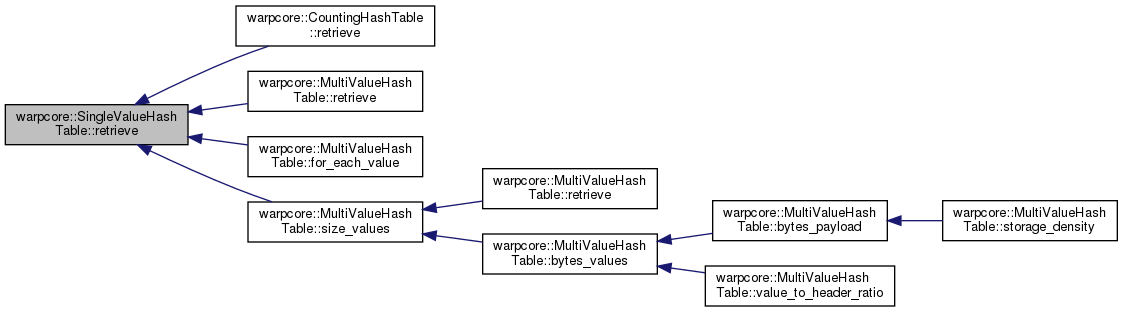 warpcore::CountingHashTable
::retrieve
warpcore::MultiValueHash
Table::retrieve
warpcore::SingleValueHash
Table::retrieve
warpcore::MultiValueHash
Table::for_each_value
warpcore::MultiValueHash
Table::size_values
warpcore::MultiValueHash
Table::retrieve
warpcore::MultiValueHash
Table::bytes_values
warpcore::MultiValueHash
Table::bytes_payload
warpcore::MultiValueHash
Table::storage_density
warpcore::MultiValueHash
Table::value_to_header_ratio